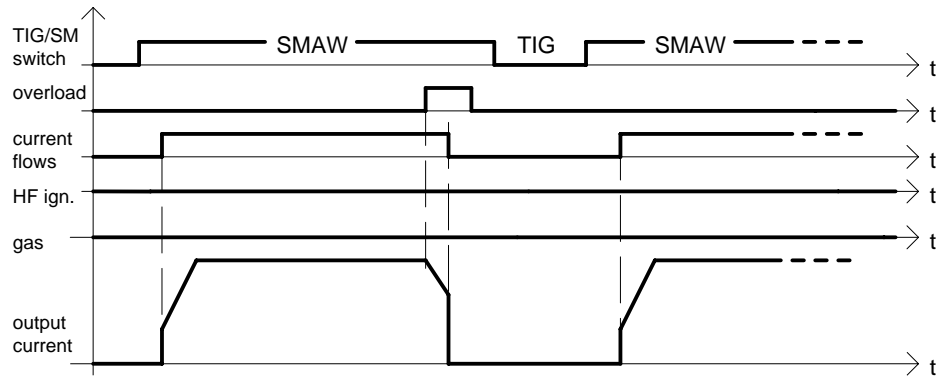 TIG/SM
switch
SMAW
TIG
SMAW
t
overload
t
current
flows
t
HF ign.
t
gas
t
output
current
t